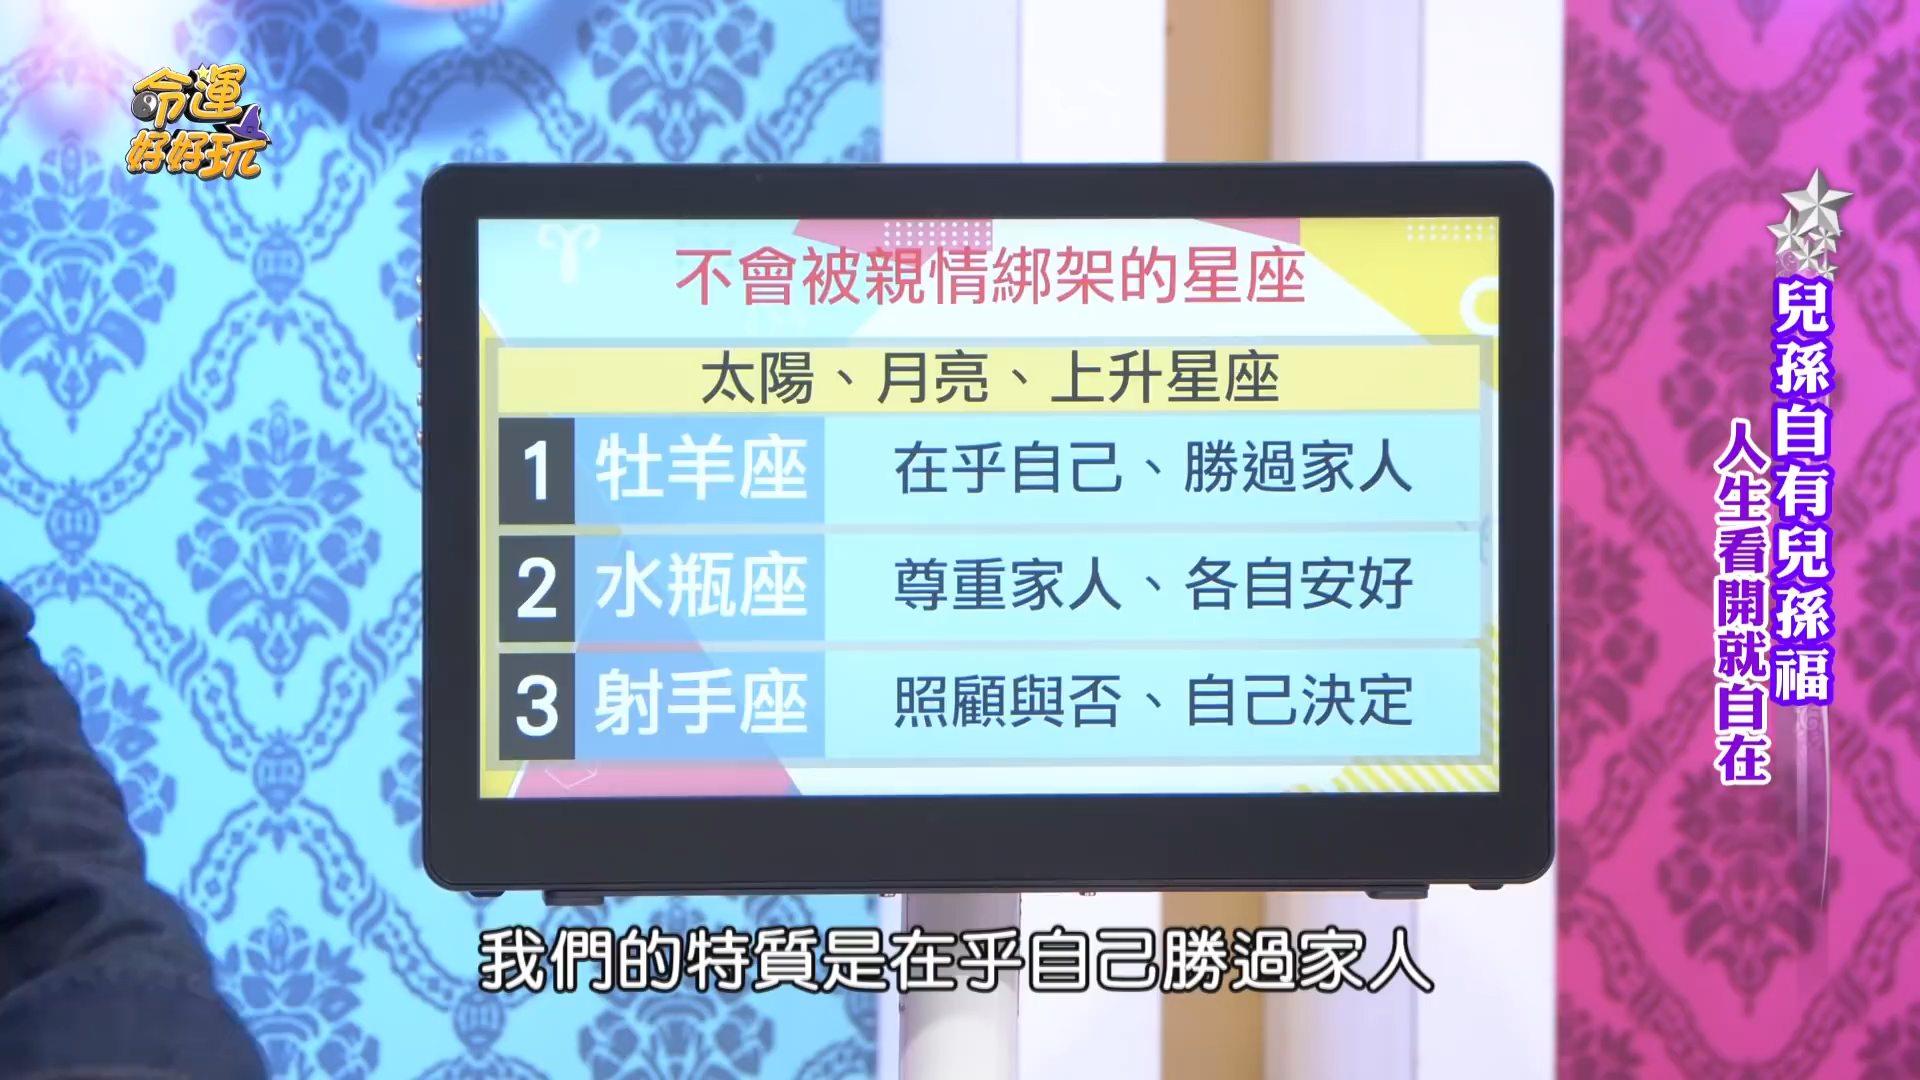 命運
好好玩
不會被親情綁架的星座
太陽、月亮、上升星座
1 牡羊座 在乎自己、勝過家人
2 水瓶座 尊重家人、各自安好
3 射手座 照顧與否、自己決定
兒孫自有兒孫福
人生看開就自在
我們的特質是在乎自己勝過家人